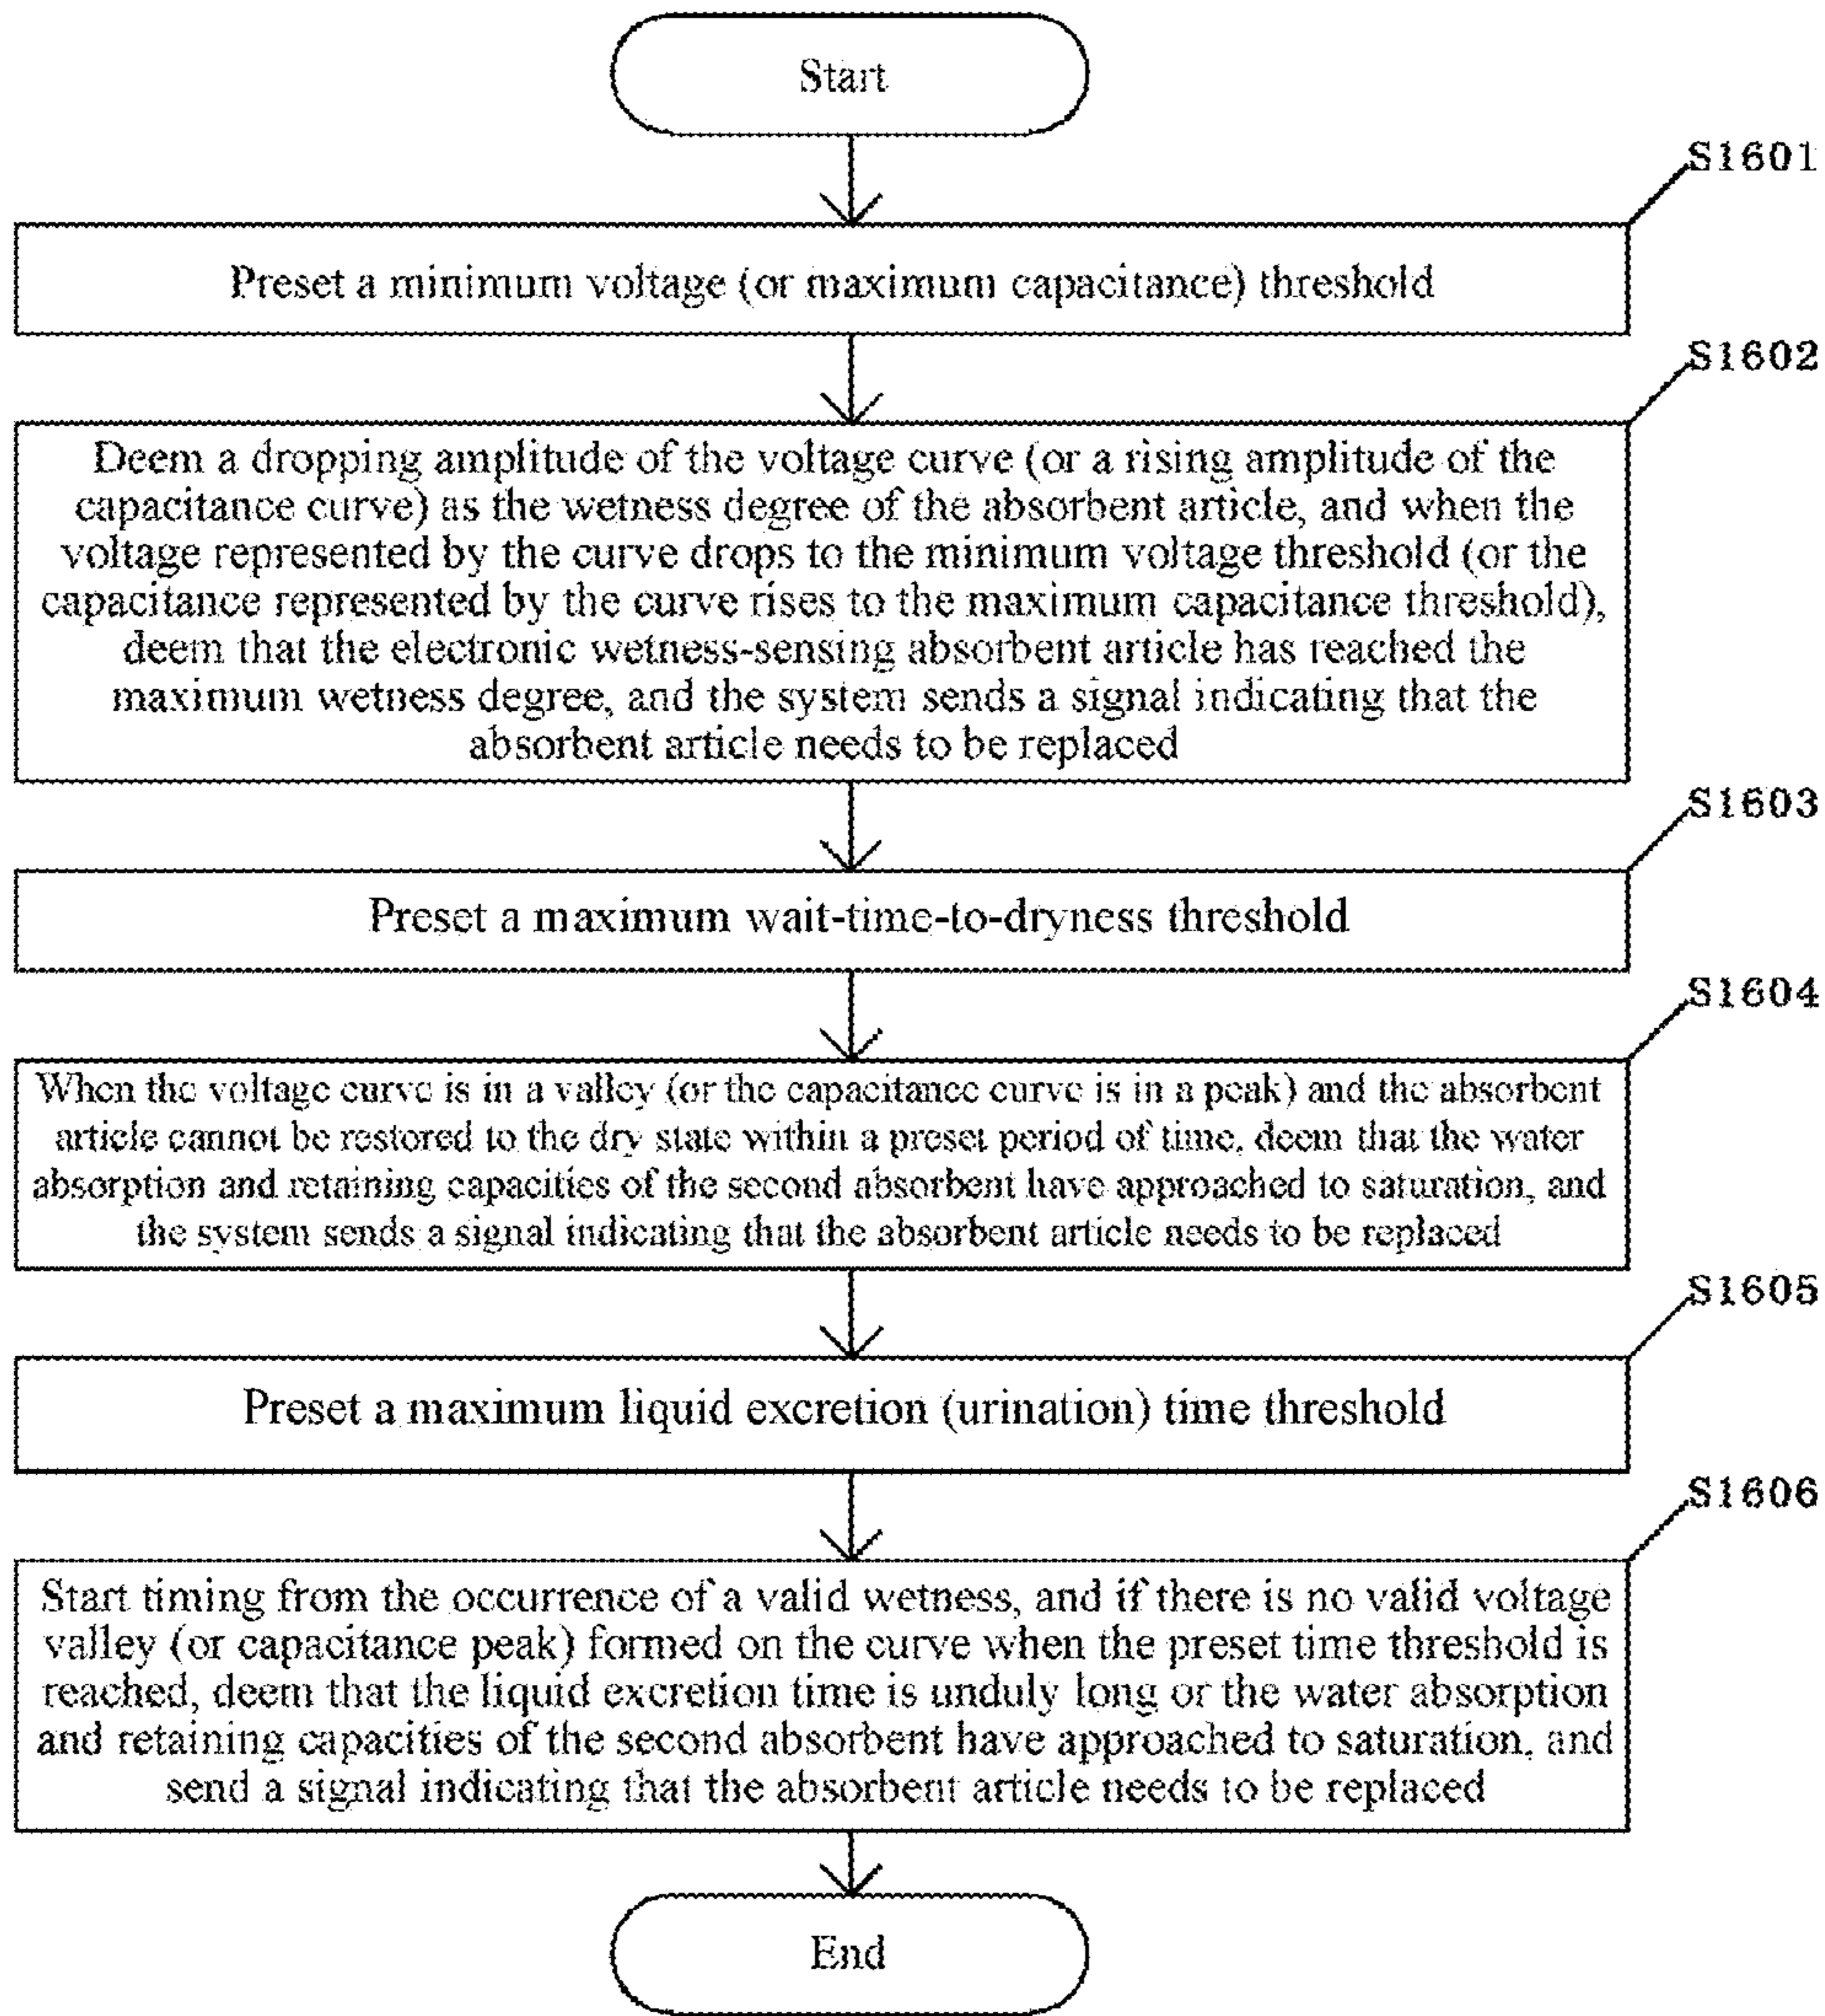 Start
S1601
Preset a minimum voltage (or maximum capacitance) threshold
S1602
Deem a dropping amplitude of the voltage curve (or a rising amplitude of the
capacitance curve) as the wetness degree of the absorbent article, and when the
voltage represented by the curve drops to the minimum voltage threshold (or the
capacitance represented by the curve rises to the maximum capacitance threshold),
deem that the electronic wetness-sensing absorbent article has reached the
maximum wetness degree, and the system sends a signal indicating that the
absorbent article needs to be replaced
S1603
Preset a maximum wait-time-to-dryness threshold
S1604
When the voltage curve is in a valley (or the capacitance curve is in a peak) and the absorbent
article cannot be restored to the dry state within a preset period of time, deem that the water
absorption and retaining capacities of the second absorbent have approached to saturation, and
the system sends a signal indicating that the absorbent article needs to be replaced
S1605
Preset a maximum liquid excretion (urination) time threshold
S1606
Start timing from the occurrence of a valid wetness, and if there is no valid voltage
valley (or capacitance peak) formed on the curve when the preset time threshold is
reached, deem that the liquid excretion time is unduly long or the water absorption
and retaining capacities of the second absorbent have approached to saturation, and
send a signal indicating that the absorbent article needs to be replaced
End